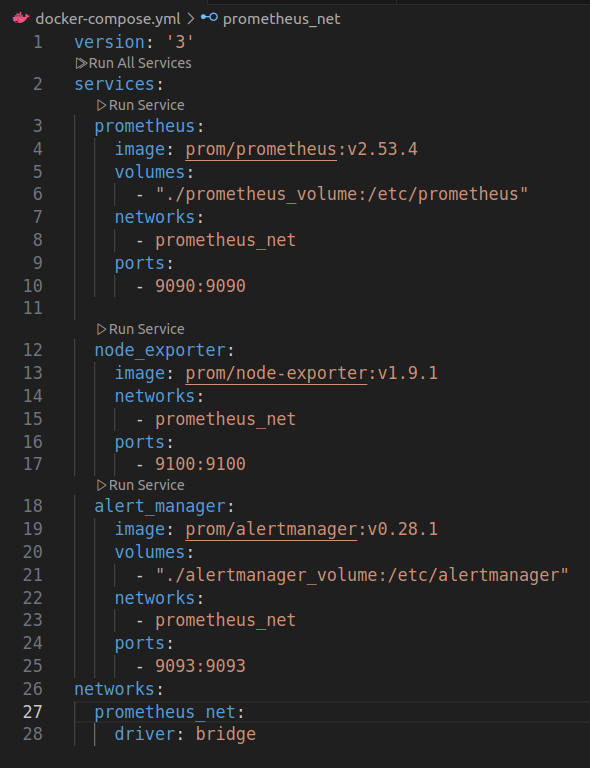 docker-compose.yml > prometheus_net
1 version: '3'
Run All Services
2 services:
Run Service
3 prometheus:
4 image: prom/prometheus:v2.53.4
5 volumes:
6 - "./prometheus_volume:/etc/prometheus"
7 networks:
8 - prometheus_net
9 ports:
10 - 9090:9090
11
Run Service
12 node_exporter:
13 image: prom/node-exporter:v1.9.1
14 networks:
15 - prometheus_net
16 ports:
17 - 9100:9100
Run Service
18 alert_manager:
19 image: prom/alertmanager:v0.28.1
20 volumes:
21 - "./alertmanager_volume:/etc/alertmanager"
22 networks:
23 - prometheus_net
24 ports:
25 - 9093:9093
26 networks:
27 prometheus_net:
28 driver: bridge